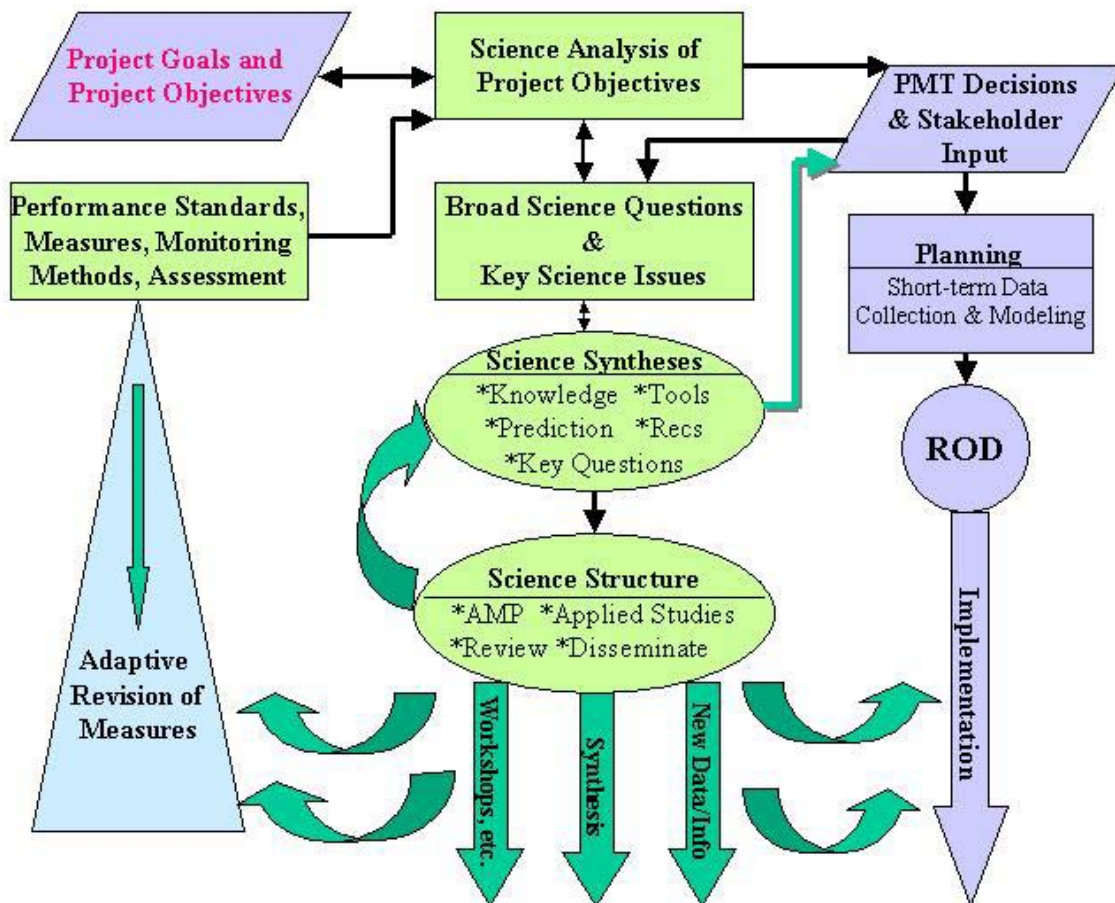 Project Goals and
Project Objectives
Science Analysis of
Project Objectives
PMT Decisions
& Stakeholder
Input
Performance Standards,
Measures, Monitoring
Methods, Assessment
Broad Science Questions
&
Key Science Issues
Planning
Short-term Data
Collection & Modeling
Science Syntheses
*Knowledge *Tools
*Prediction *Recs
*Key Questions
ROD
Science Structure
*AMP *Applied Studies
*Review *Disseminate
Adaptive
Revision of
Measures
Workshops, etc.
Synthesis
New Data/Info
Implementation